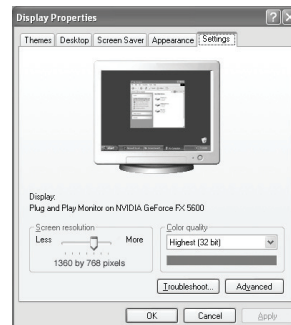 Display Properties
Themes Desktop Screen Saver Appearance Settings
Display:
Plug and Play Monitor on NVIDIA GeForce FX 5600
Screen resolution
Less More
1360 by 768 pixels
Color quality
Highest (32 bit)
Troubleshoot... Advanced
OK Cancel Apply